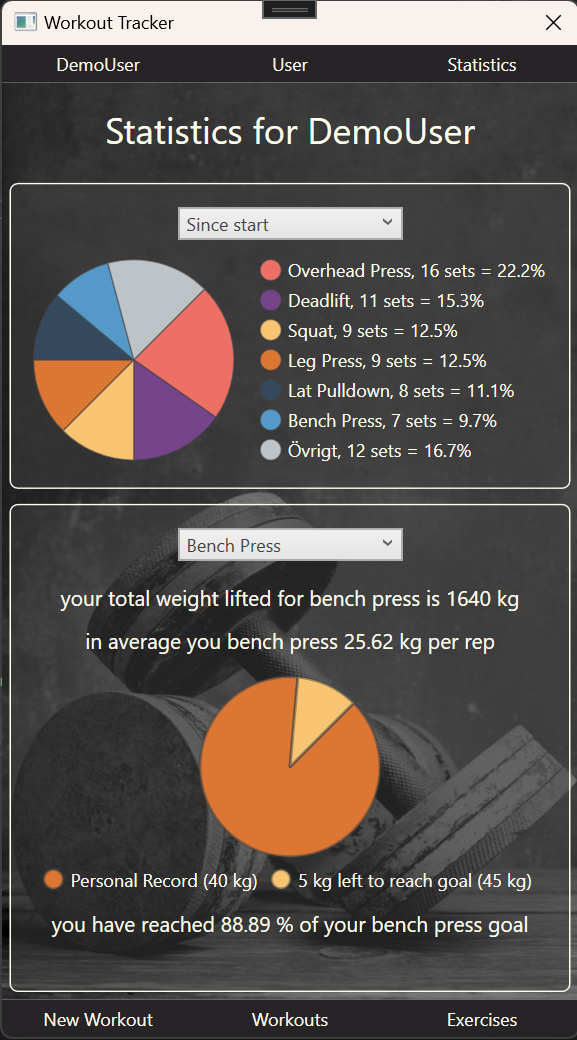 Workout Tracker
DemoUser User Statistics
Statistics for DemoUser
Since start
Overhead Press, 16 sets = 22.2%
Deadlift, 11 sets = 15.3%
Squat, 9 sets = 12.5%
Leg Press, 9 sets = 12.5%
Lat Pulldown, 8 sets = 11.1%
Bench Press, 7 sets = 9.7%
Övrigt, 12 sets = 16.7%
Bench Press
your total weight lifted for bench press is 1640 kg
in average you bench press 25.62 kg per rep
Personal Record (40 kg) 5 kg left to reach goal (45 kg)
you have reached 88.89 % of your bench press goal
New Workout Workouts Exercises